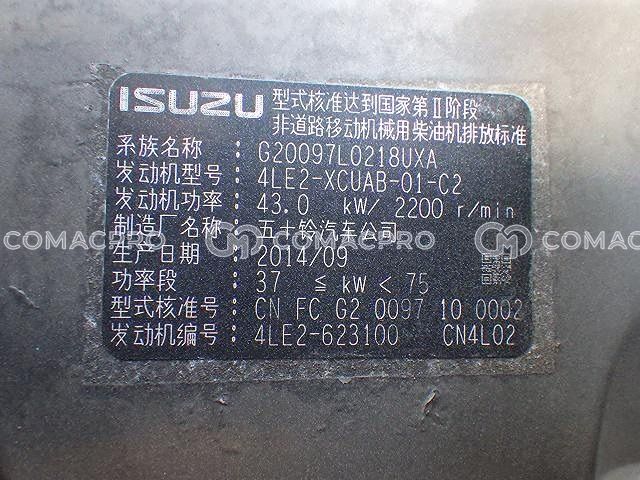 ISUZU 型式核准达到国家第Ⅱ阶段
非道路移动机械用柴油机排放标准
系族名称 : G20097L0218UXA
发动机型号 : 4LE2-XCUAB-01-C2
发动机功率 : 43.0 kW/ 2200 r/min
制造厂名称 : 五十铃汽车公司
COMACPRO COMACPRO COMACPRO
生产日期 : 2014/09
功率段 : 37 ≦ kW < 75
型式核准号 : CN FC G2 0097 10 0002
发动机编号 : 4LE2-623100 CN4L02